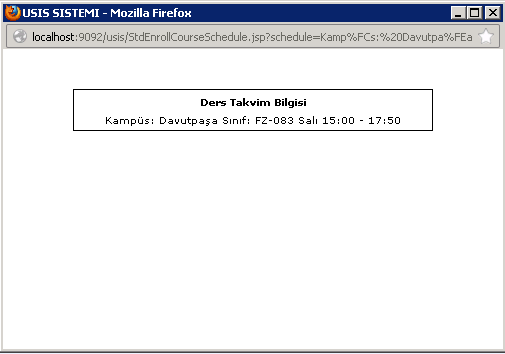 USIS SISTEMI - Mozilla Firefox
localhost:9092/usis/StdEnrollCourseSchedule.jsp?schedule=Kamp%FCs:%20Davutpa%FEa
Ders Takvim Bilgisi
Kampüs: Davutpaşa Sınıf: FZ-083 Salı 15:00 - 17:50